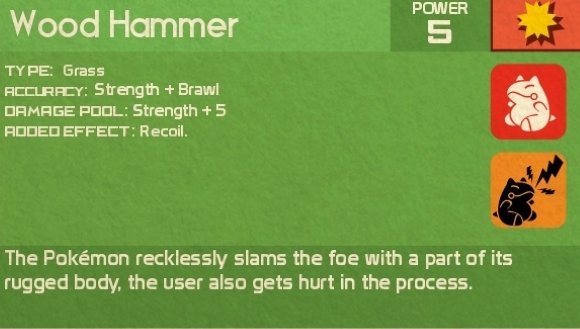 Wood Hammer
POWER
5
TYPE: Grass
ACCURACY: Strength + Brawl
DAMAGE POOL: Strength + 5
ADDED EFFECT: Recoil.
The Pokémon recklessly slams the foe with a part of its
rugged body, the user also gets hurt in the process.